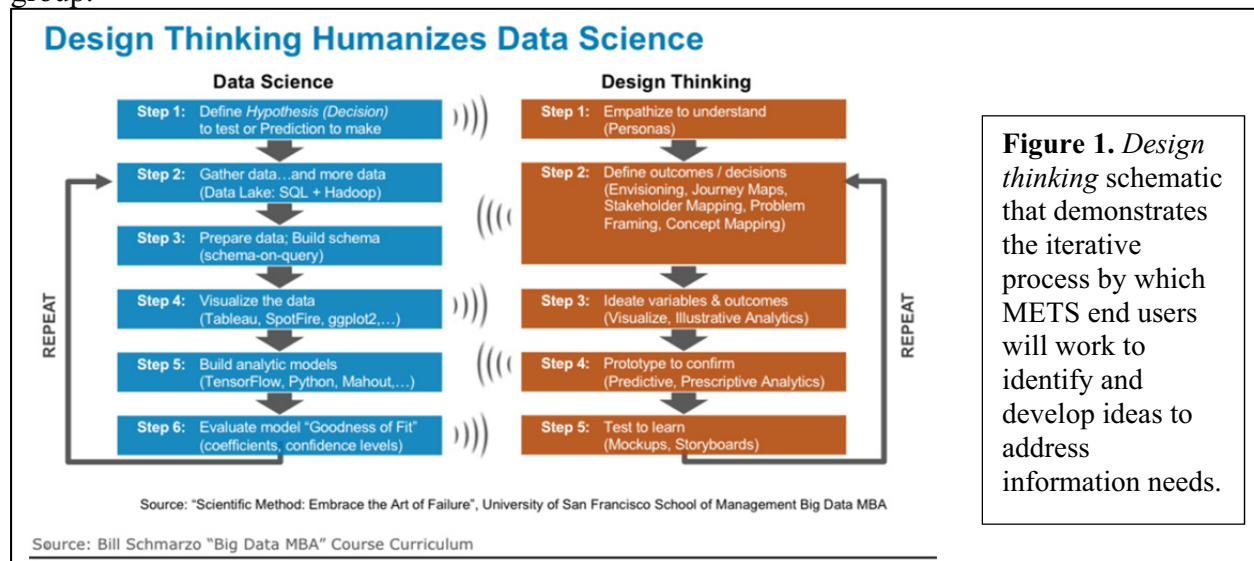 group.
Design Thinking Humanizes Data Science
Data Science
Step 1: Define Hypothesis (Decision)
to test or Prediction to make
Step 2: Gather data...and more data
(Data Lake: SQL + Hadoop)
Step 3: Prepare data; Build schema
(schema-on-query)
Step 4: Visualize the data
(Tableau, SpotFire, ggplot2,...)
Step 5: Build analytic models
(TensorFlow, Python, Mahout,...)
Step 6: Evaluate model "Goodness of Fit"
(coefficients, confidence levels)
REPEAT
Design Thinking
Step 1: Empathize to understand
(Personas)
Step 2: Define outcomes / decisions
(Envisioning, Journey Maps,
Stakeholder Mapping, Problem
Framing, Concept Mapping)
Step 3: Ideate variables & outcomes
(Visualize, Illustrative Analytics)
Step 4: Prototype to confirm
(Predictive, Prescriptive Analytics)
Step 5: Test to learn
(Mockups, Storyboards)
REPEAT
Source: "Scientific Method: Embrace the Art of Failure", University of San Francisco School of Management Big Data MBA
Source: Bill Schmarzo "Big Data MBA" Course Curriculum
Figure 1. Design
thinking schematic
that demonstrates
the iterative
process by which
METS end users
will work to
identify and
develop ideas to
address
information needs.